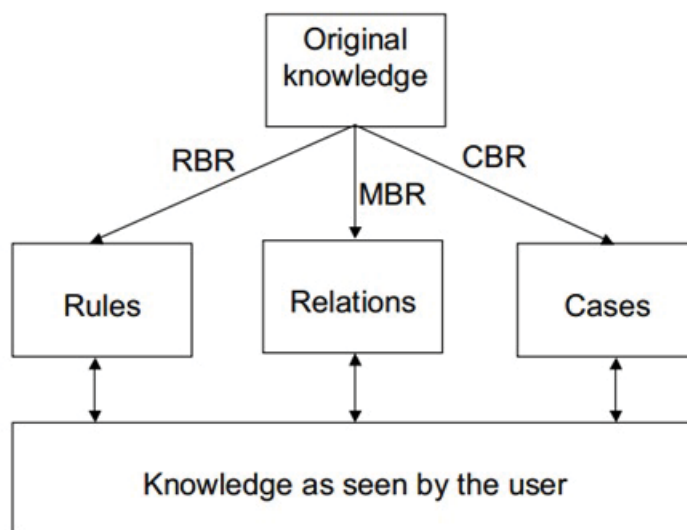 Original
knowledge
RBR
MBR
CBR
Rules
Relations
Cases
Knowledge as seen by the user